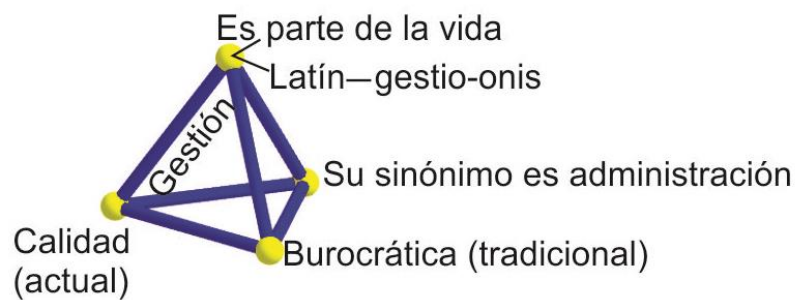 Es parte de la vida
Latín—gestio-onis
Gestión
Su sinónimo es administración
Calidad
(actual)
Burocrática (tradicional)